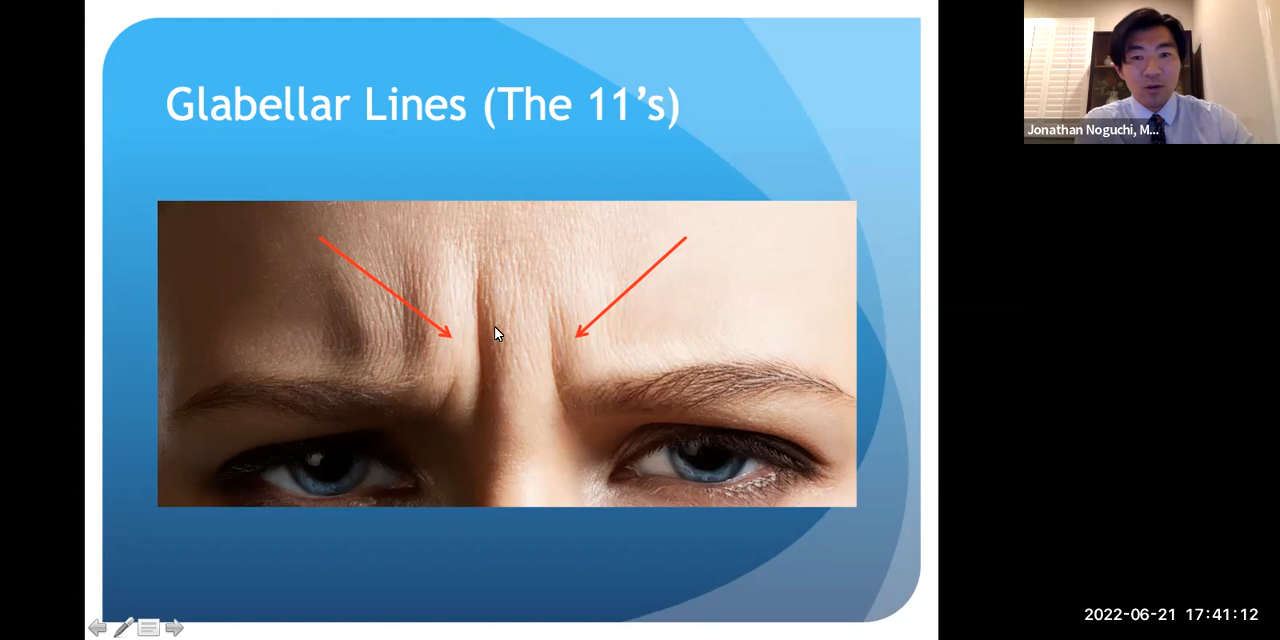 Glabellar Lines (The 11’s)
Jonathan Noguchi, M...
2022-06-21 17:41:12